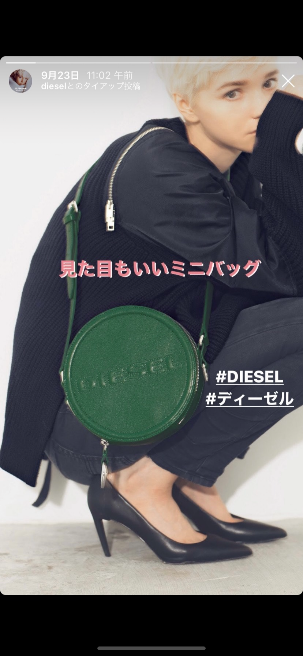 9月23日 11:02 午前
dieselとのタイアップ投稿
見た目もいいミニバッグ
DIESEL
#DIESEL
#ディーゼル